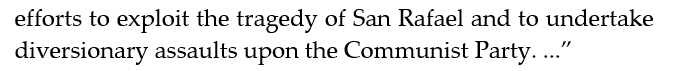 efforts to exploit the tragedy of San Rafael and to undertake
diversionary assaults upon the Communist Party. ...”